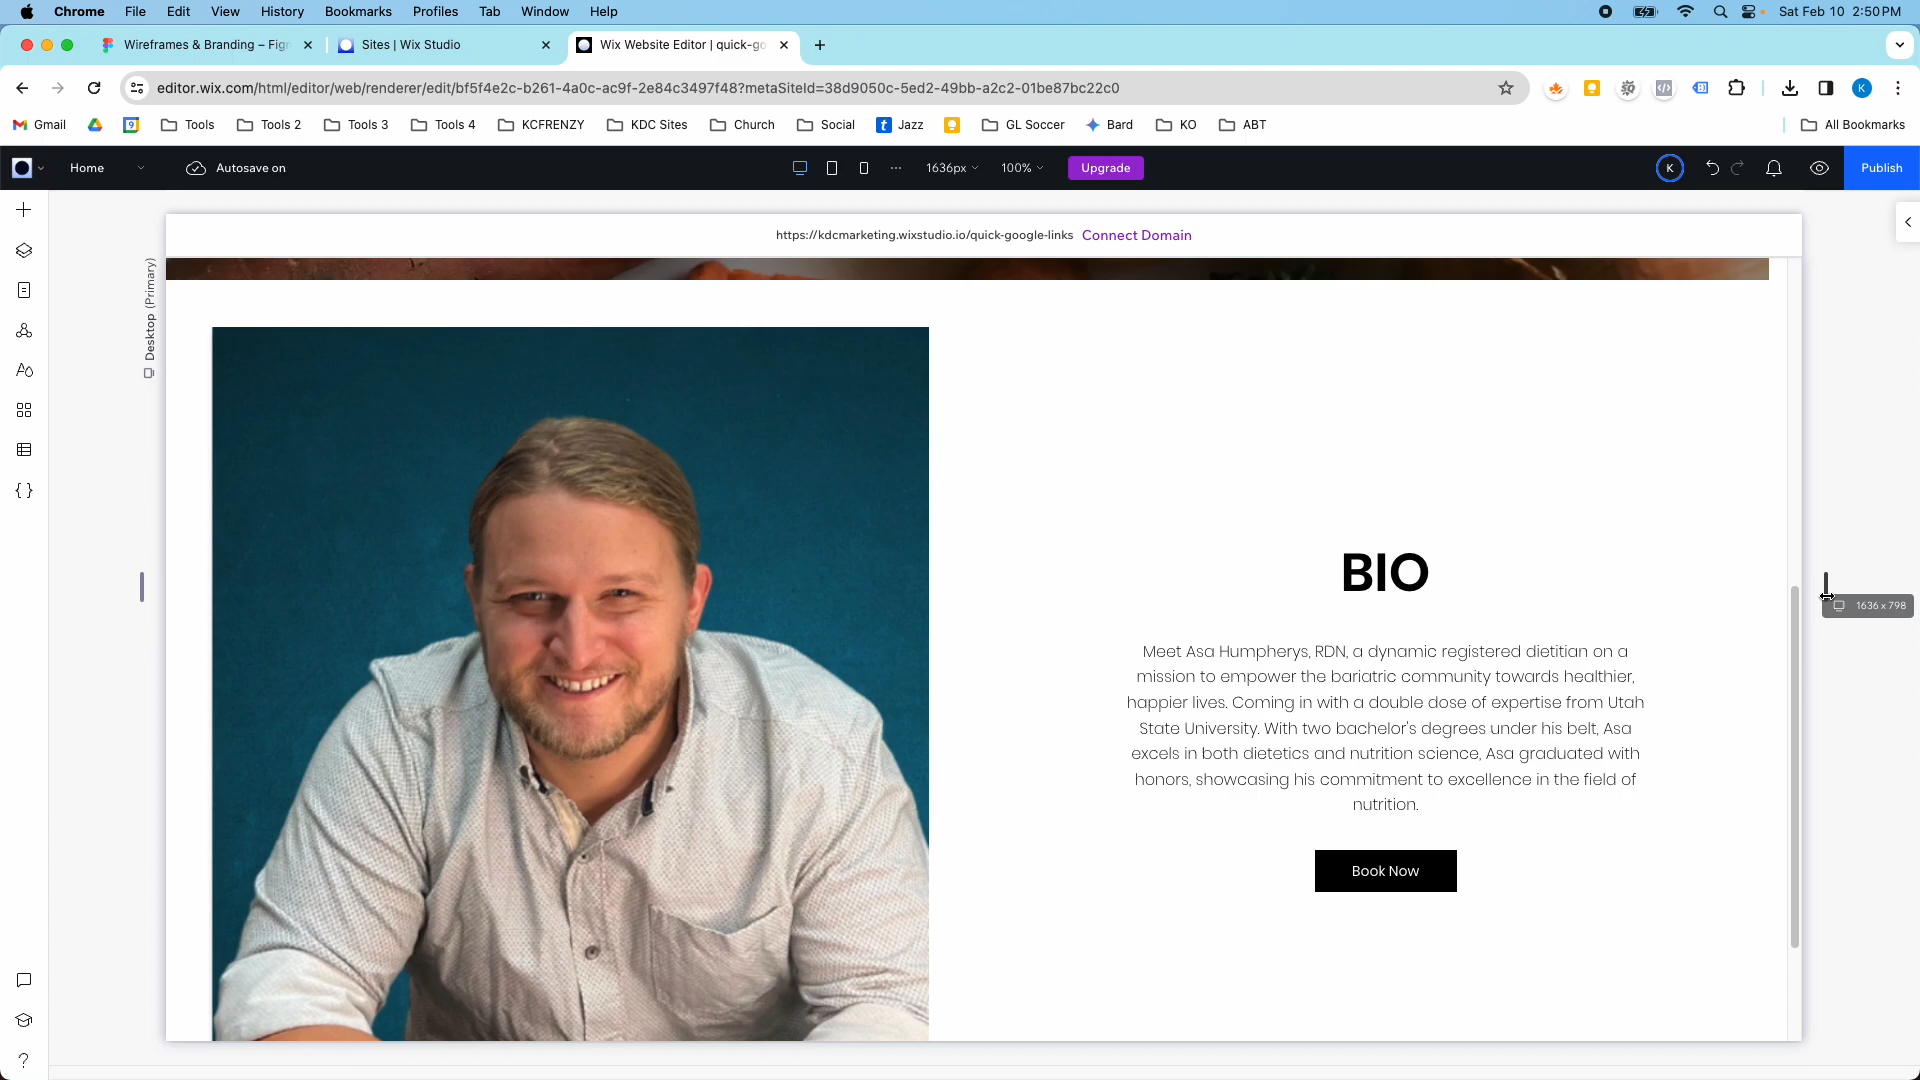 Chrome File Edit View History Bookmarks Profiles Tab Window Help Sat Feb 10 2:50 PM
Wireframes & Branding – Figm Sites | Wix Studio Wix Website Editor | quick-go
editor.wix.com/html/editor/web/renderer/edit/bf5f4e2c-b261-4a0c-ac9f-2e84c3497f48?metaSiteId=38d9050c-5ed2-49bb-a2c2-01be87bc22c0 K
Gmail 9 Tools Tools 2 Tools 3 Tools 4 KCFRENZY KDC Sites Church Social t Jazz GL Soccer Bard KO ABT All Bookmarks
Home Autosave on 1636px 100% Upgrade K Publish
https://kdcmarketing.wixstudio.io/quick-google-links Connect Domain
Desktop (Primary)
BIO
1636 x 798
Meet Asa Humpherys, RDN, a dynamic registered dietitian on a
mission to empower the bariatric community towards healthier,
happier lives. Coming in with a double dose of expertise from Utah
State University. With two bachelor's degrees under his belt, Asa
excels in both dietetics and nutrition science, Asa graduated with
honors, showcasing his commitment to excellence in the field of
nutrition.
Book Now